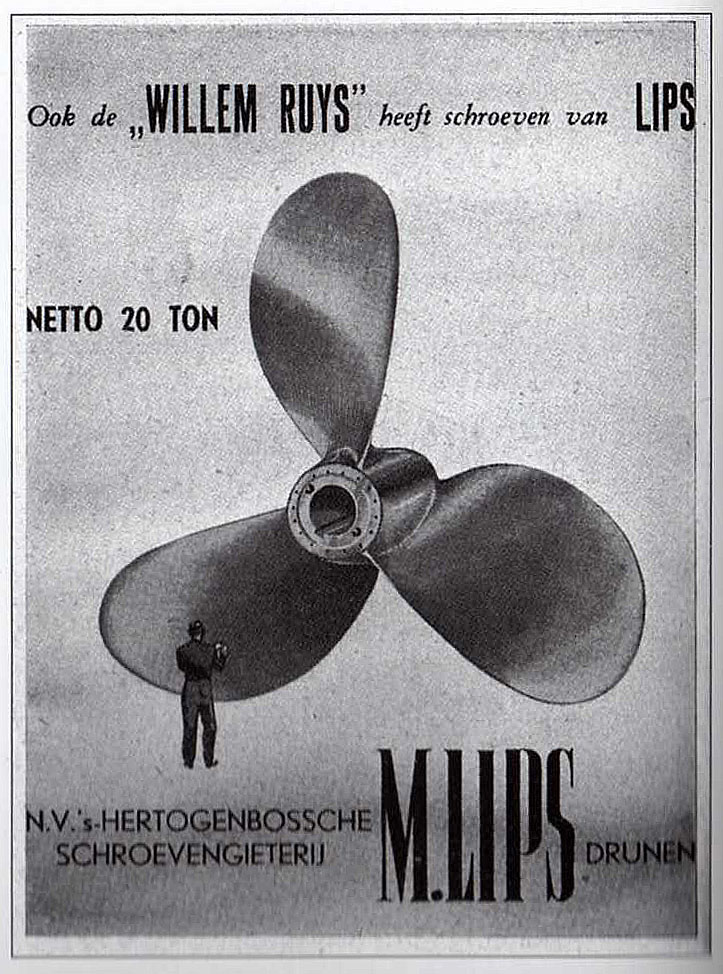 Ook de „WILLEM RUYS” heeft schroeven van LIPS
NETTO 20 TON
N.V. 's-HERTOGENBOSSCHE
SCHROEVENGIETERIJ
M.LIPS
DRUNEN